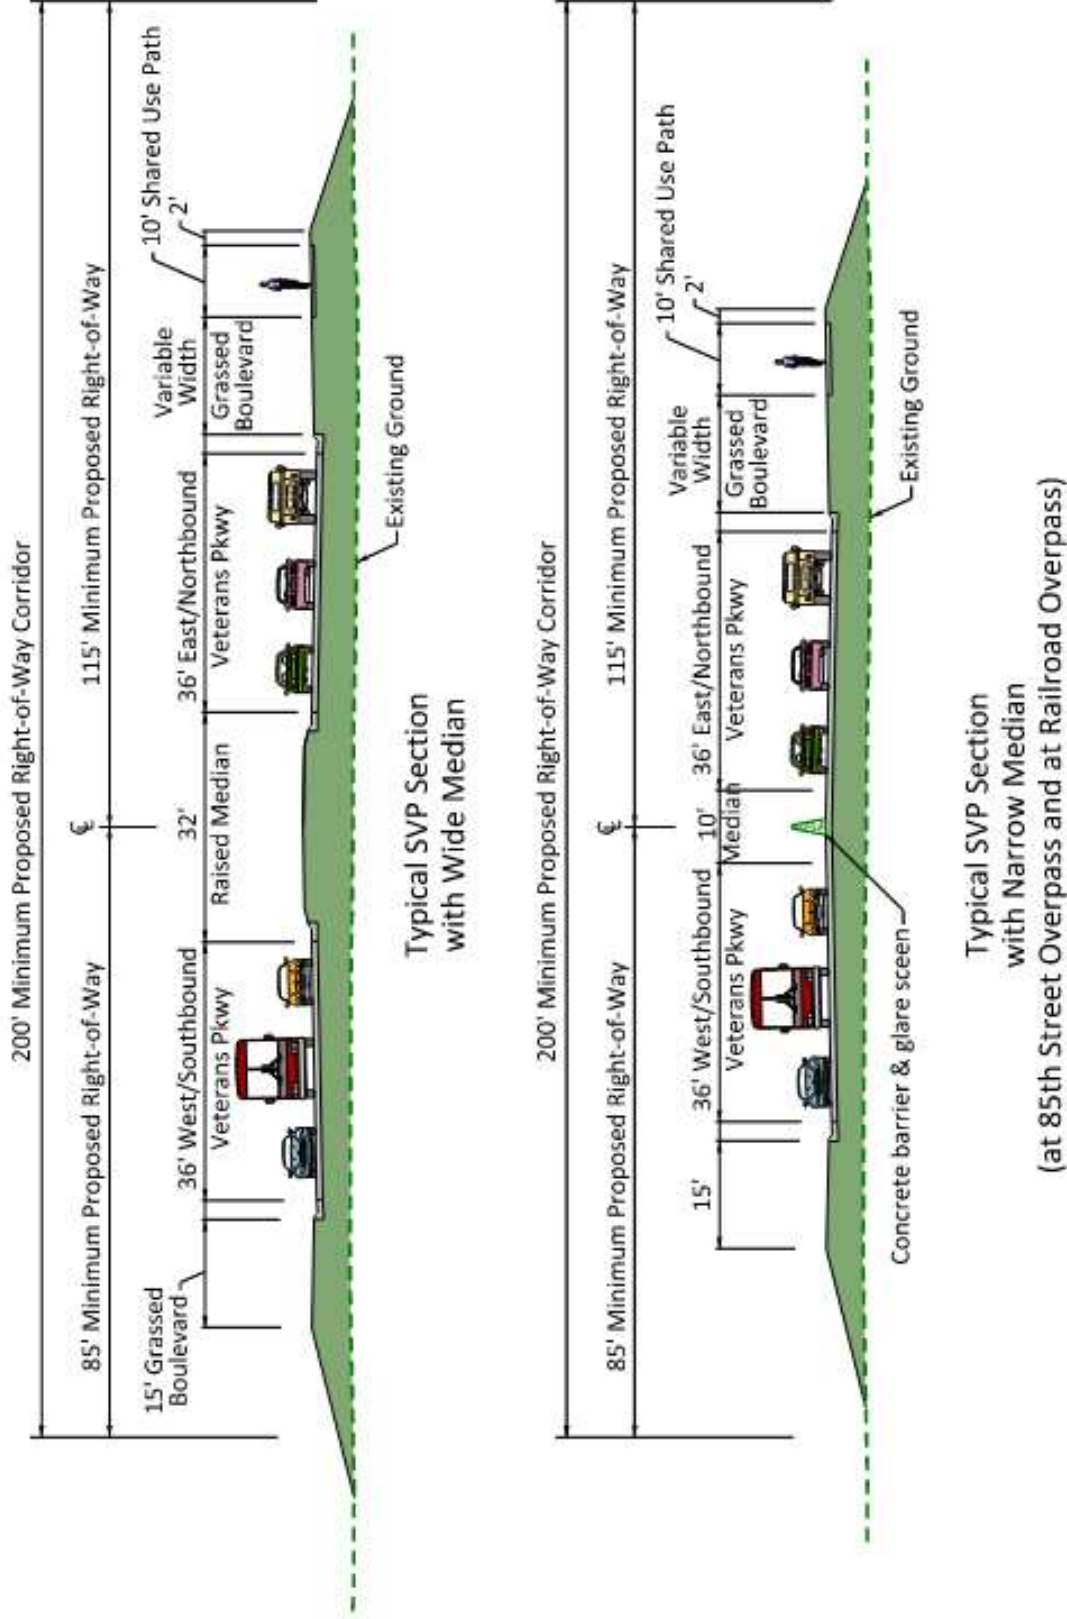 200' Minimum Proposed Right-of-Way Corridor
85' Minimum Proposed Right-of-Way
℄
115' Minimum Proposed Right-of-Way
15' Grassed
Boulevard
36' West/Southbound
Veterans Pkwy
32'
Raised Median
36' East/Northbound
Veterans Pkwy
Variable
Width
Grassed
Boulevard
10' Shared Use Path
2'
Existing Ground
Typical SVP Section
with Wide Median
200' Minimum Proposed Right-of-Way Corridor
85' Minimum Proposed Right-of-Way
℄
115' Minimum Proposed Right-of-Way
15'
36' West/Southbound
Veterans Pkwy
10'
Median
36' East/Northbound
Veterans Pkwy
Variable
Width
Grassed
Boulevard
10' Shared Use Path
2'
Concrete barrier & glare sceen
Existing Ground
Typical SVP Section
with Narrow Median
(at 85th Street Overpass and at Railroad Overpass)